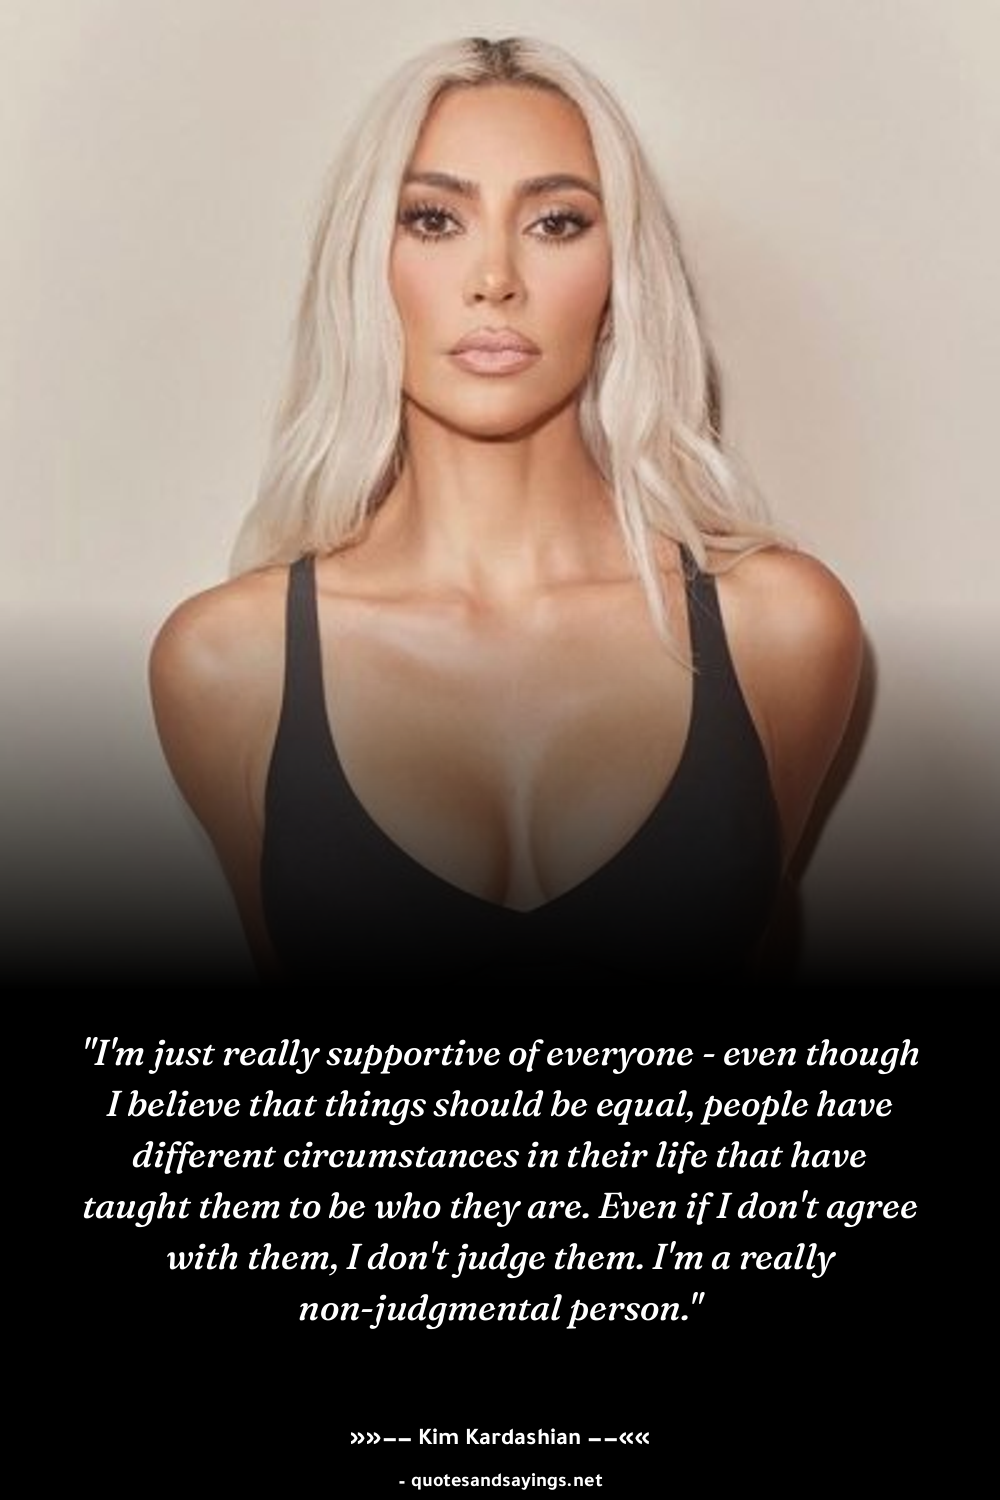 "I'm just really supportive of everyone - even though
I believe that things should be equal, people have
different circumstances in their life that have
taught them to be who they are. Even if I don't agree
with them, I don't judge them. I'm a really
non-judgmental person."
»»–– Kim Kardashian ––««
- quotesandsayings.net